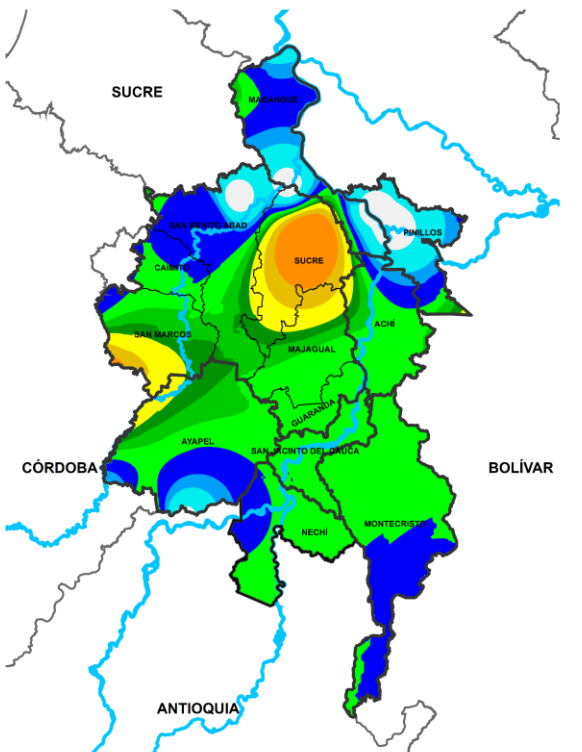 SUCRE
MAGANGUÉ
SAN BENITO ABAD
PINILLOS
CAIMITO
SUCRE
SAN MARCOS
ACHÍ
MAJAGUAL
GUARANDA
AYAPEL
SAN JACINTO DEL CAUCA
CÓRDOBA
BOLÍVAR
MONTECRISTO
NECHÍ
ANTIOQUIA